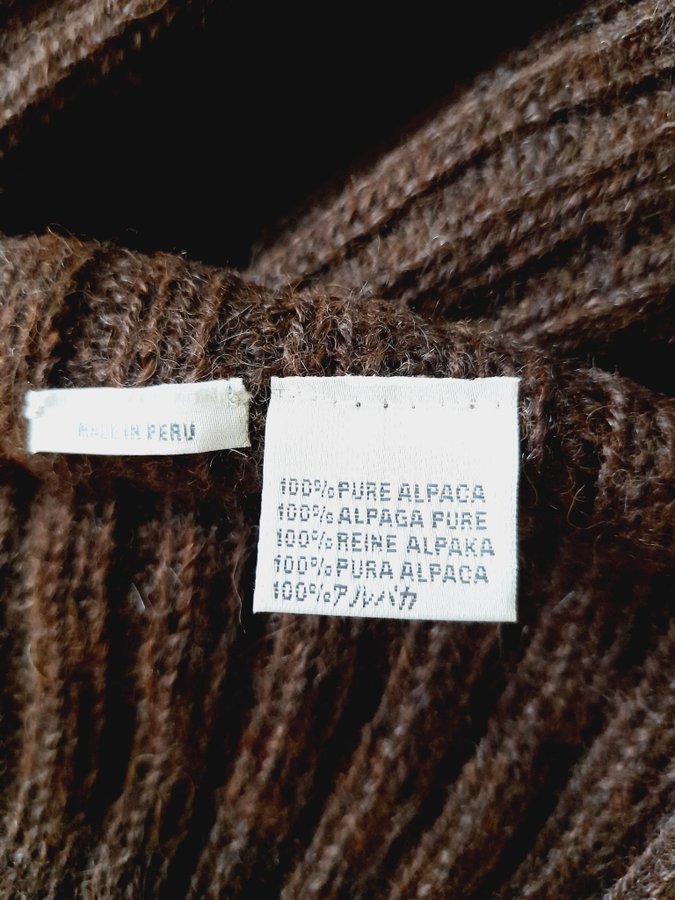 MADE IN PERU
100% PURE ALPACA
100% ALPAGA PURE
100% REINE ALPAKA
100% PURA ALPACA
100% アルパカ